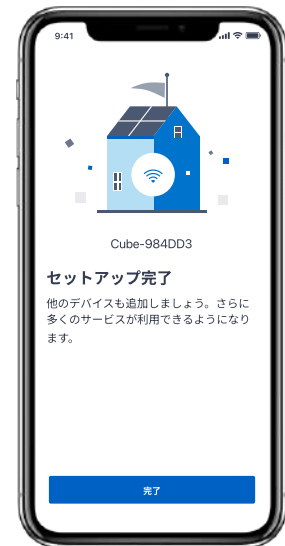 9:41
Cube-984DD3
セットアップ完了
他のデバイスも追加しましょう。さらに
多くのサービスが利用できるようになり
ます。
完了